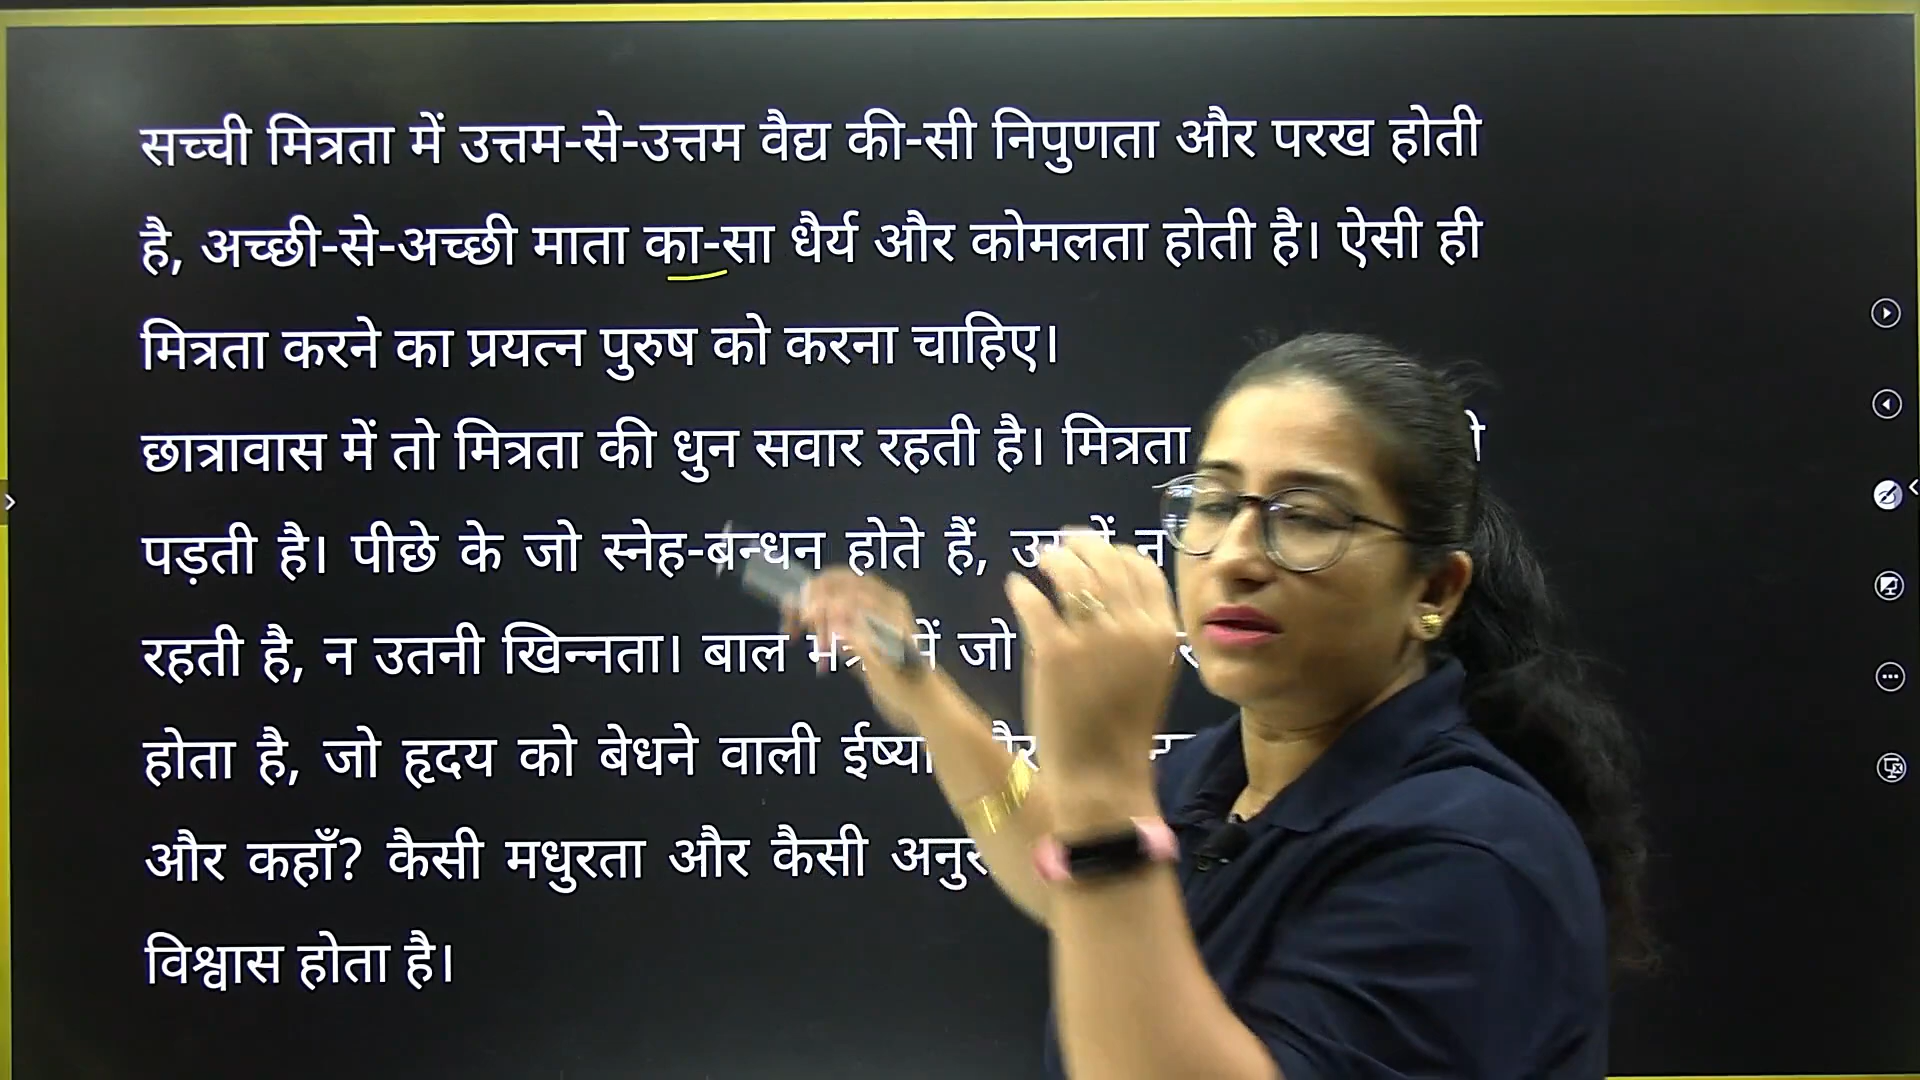 सच्ची मित्रता में उत्तम-से-उत्तम वैद्य की-सी निपुणता और परख होती
है, अच्छी-से-अच्छी माता का-सा धैर्य और कोमलता होती है। ऐसी ही
मित्रता करने का प्रयत्न पुरुष को करना चाहिए।
छात्रावास में तो मित्रता की धुन सवार रहती है। मित्रता
पड़ती है। पीछे के जो स्नेह-बन्धन होते हैं, न
रहती है, न उतनी खिन्नता। बाल में जो
होता है, जो हृदय को बेधने वाली
और कहाँ? कैसी मधुरता और कैसी
विश्वास होता है।